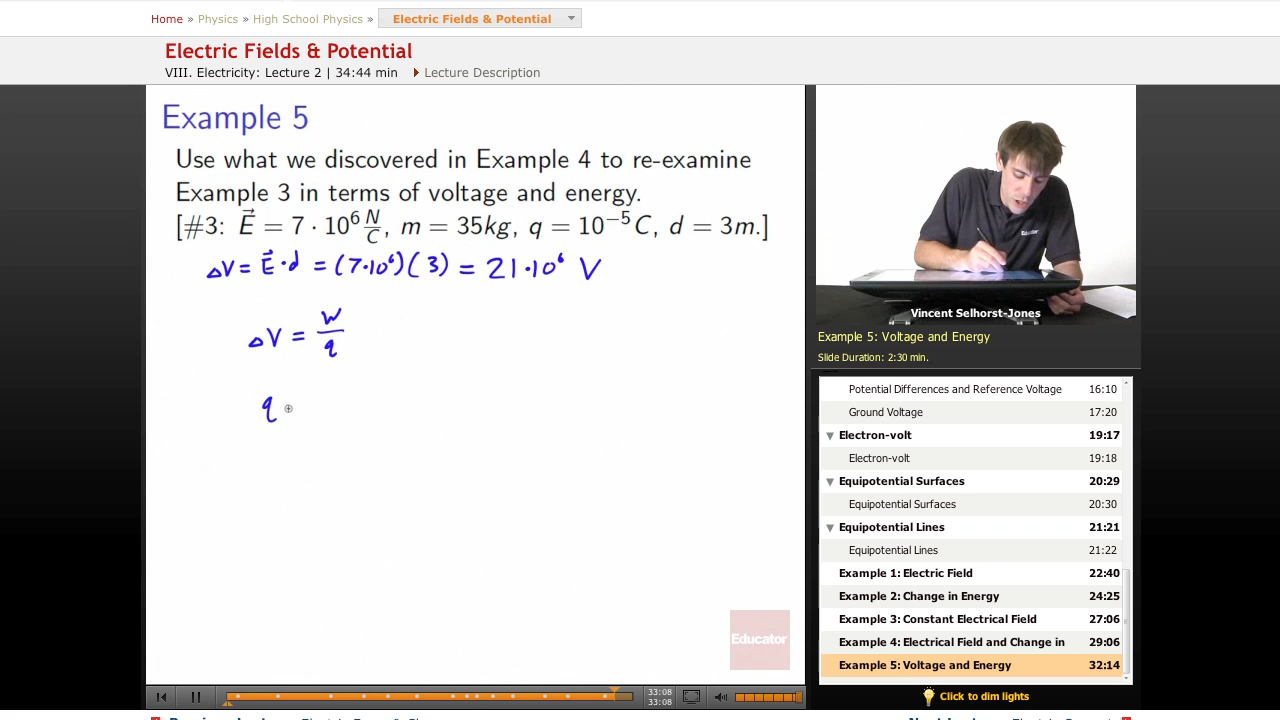 Home » Physics » High School Physics » Electric Fields & Potential
Electric Fields & Potential
VIII. Electricity: Lecture 2 | 34:44 min Lecture Description
Example 5
Use what we discovered in Example 4 to re-examine
Example 3 in terms of voltage and energy.
[#3: E⃗ = 7 · 10⁶ N/C, m = 35kg, q = 10⁻⁵C, d = 3m.]
ΔV = E⃗ · d = (7·10⁶)(3) = 21·10⁶ V
ΔV = W/q
q
Educator
Educator
Vincent Selhorst-Jones
Example 5: Voltage and Energy
Slide Duration: 2:30 min.
Potential Differences and Reference Voltage 16:10
Ground Voltage 17:20
Electron-volt 19:17
Electron-volt 19:18
Equipotential Surfaces 20:29
Equipotential Surfaces 20:30
Equipotential Lines 21:21
Equipotential Lines 21:22
Example 1: Electric Field 22:40
Example 2: Change in Energy 24:25
Example 3: Constant Electrical Field 27:06
Example 4: Electrical Field and Change in 29:06
Example 5: Voltage and Energy 32:14
33:08
33:08
Click to dim lights